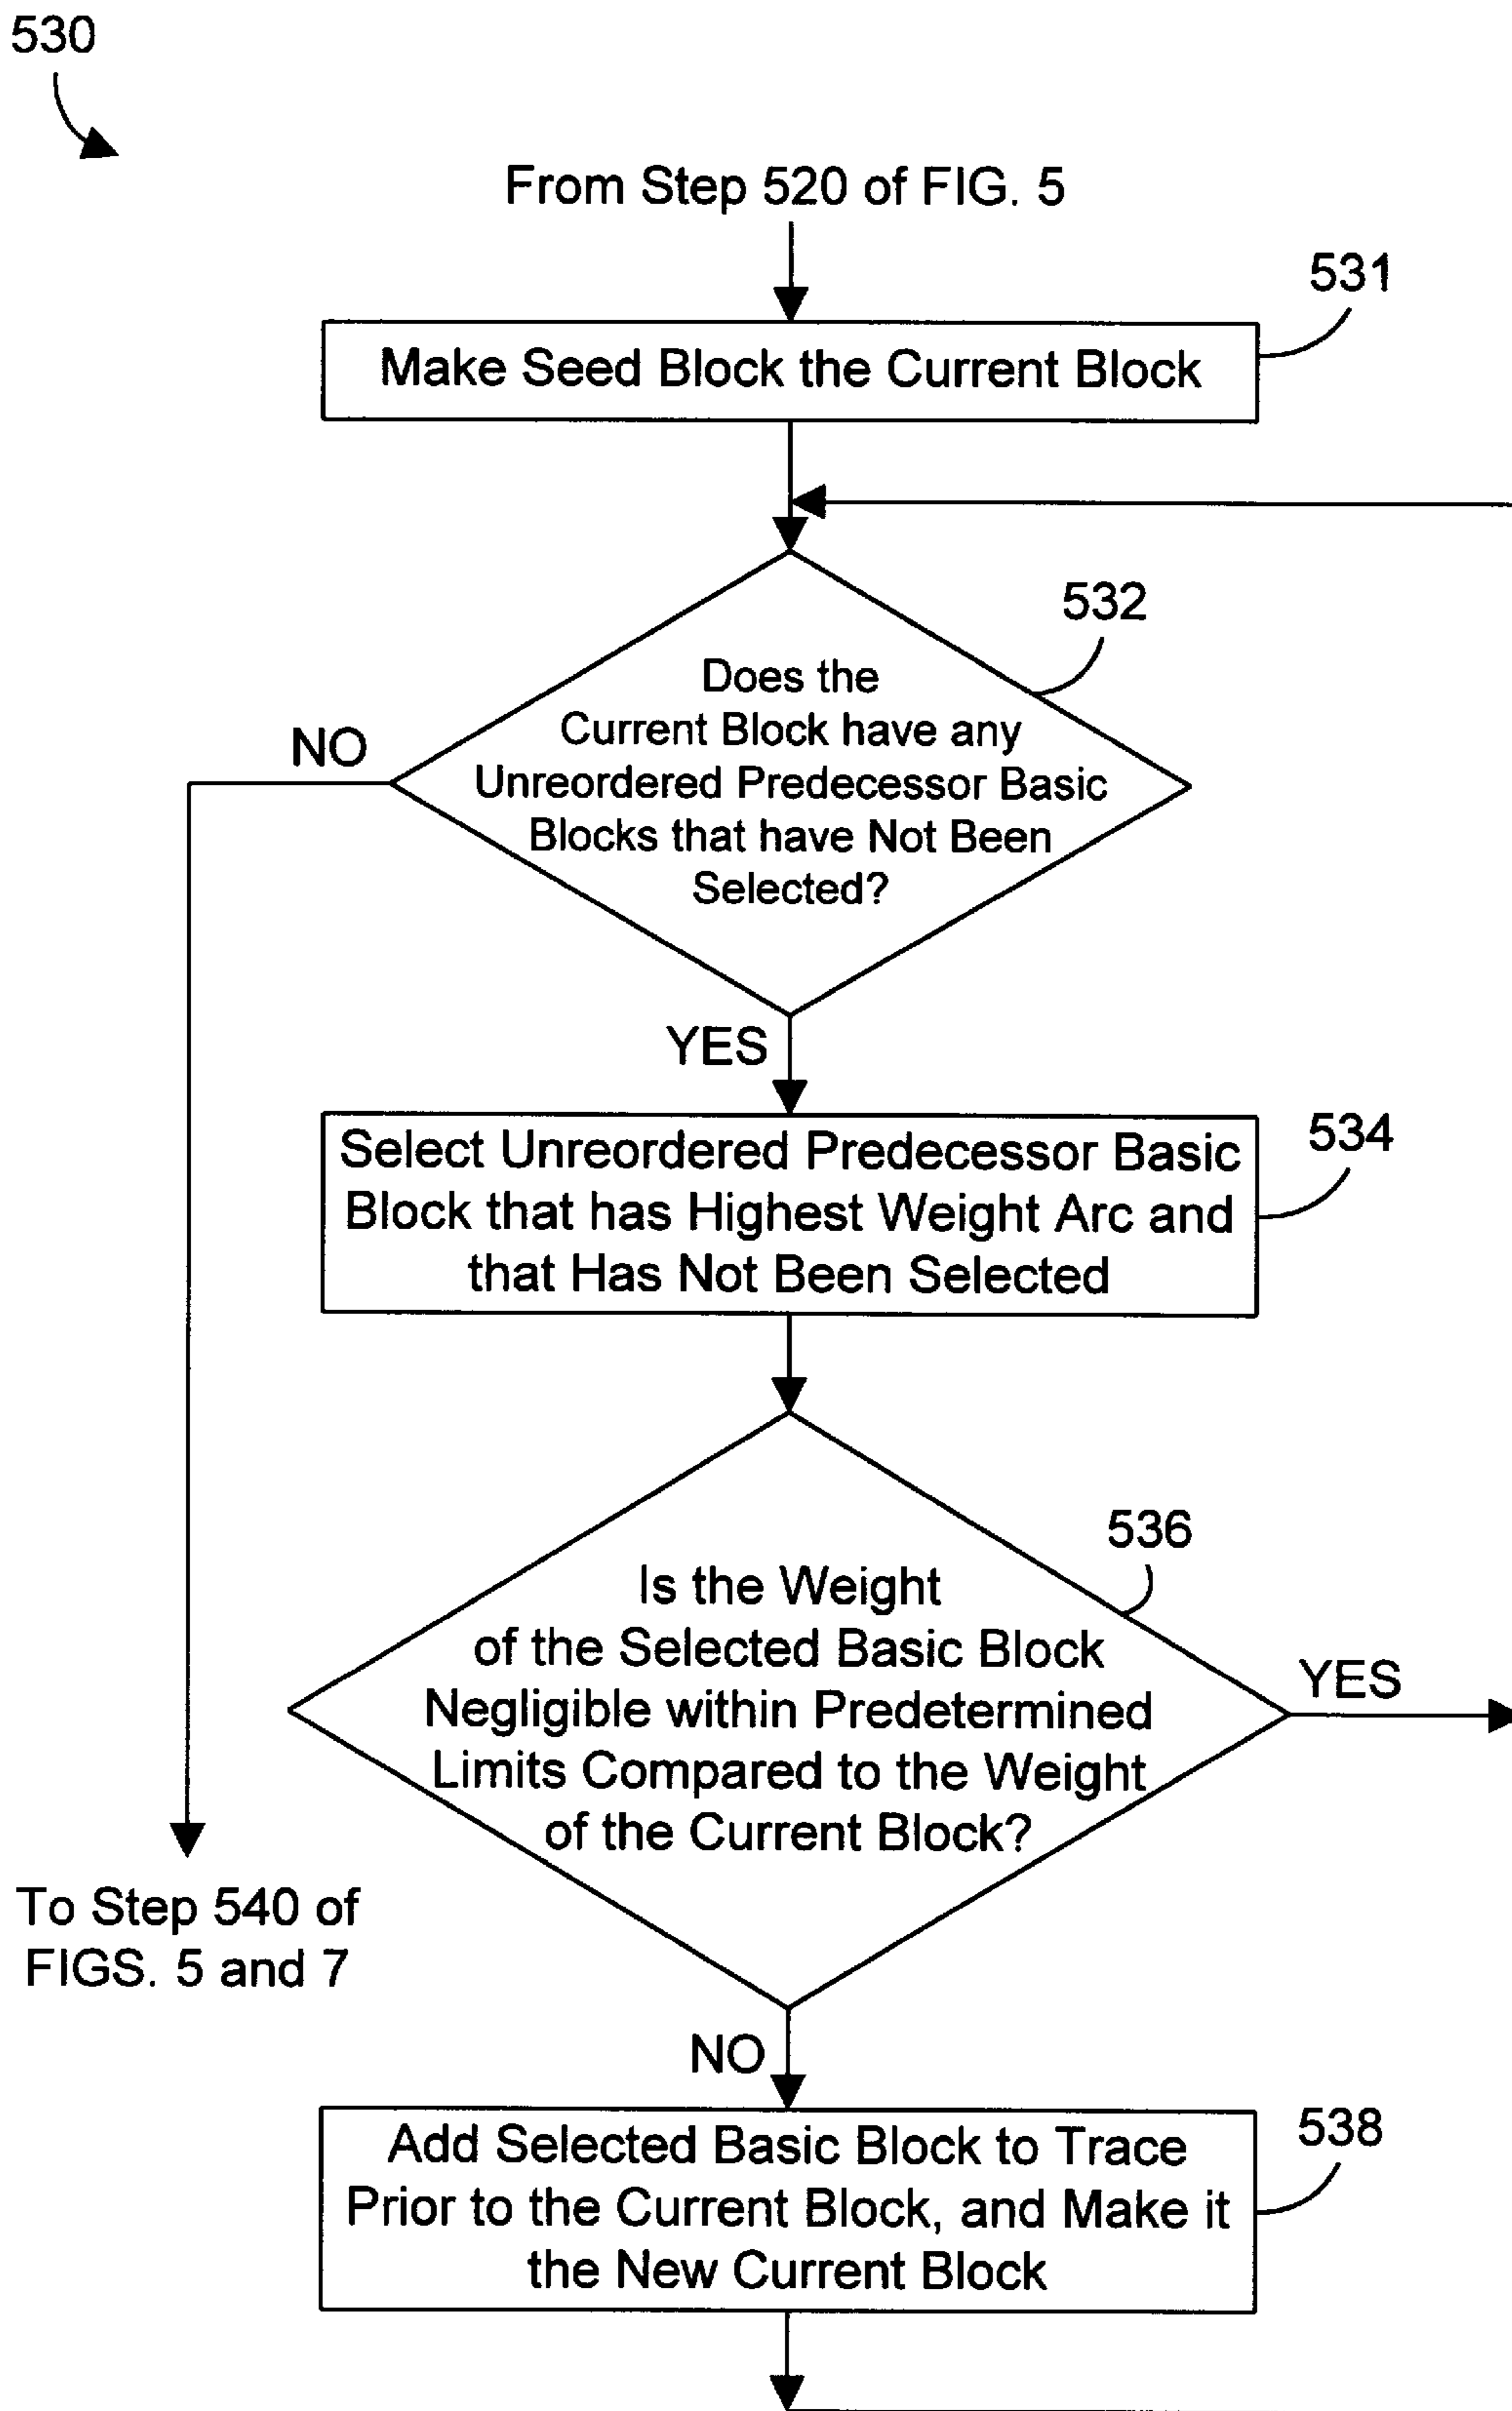 530
From Step 520 of FIG. 5
531
Make Seed Block the Current Block
532
Does the
Current Block have any
Unreordered Predecessor Basic
Blocks that have Not Been
Selected?
NO
YES
534
Select Unreordered Predecessor Basic
Block that has Highest Weight Arc and
that Has Not Been Selected
536
Is the Weight
of the Selected Basic Block
Negligible within Predetermined
Limits Compared to the Weight
of the Current Block?
YES
To Step 540 of
FIGS. 5 and 7
NO
538
Add Selected Basic Block to Trace
Prior to the Current Block, and Make it
the New Current Block